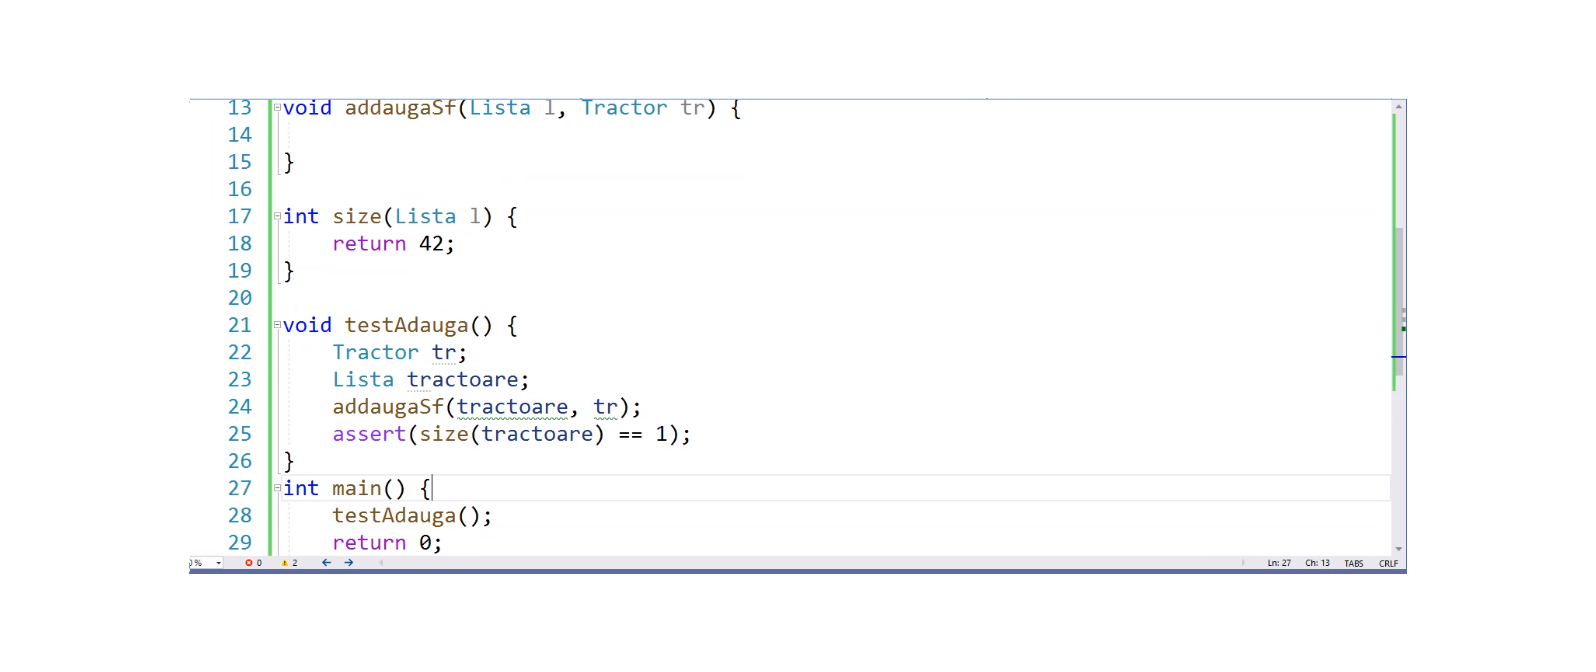 13 void addaugaSf(Lista l, Tractor tr) {
14
15 }
16
17 int size(Lista l) {
18 return 42;
19 }
20
21 void testAdauga() {
22 Tractor tr;
23 Lista tractoare;
24 addaugaSf(tractoare, tr);
25 assert(size(tractoare) == 1);
26 }
27 int main() {
28 testAdauga();
29 return 0;
% 0 2 Ln: 27 Ch: 13 TABS CRLF